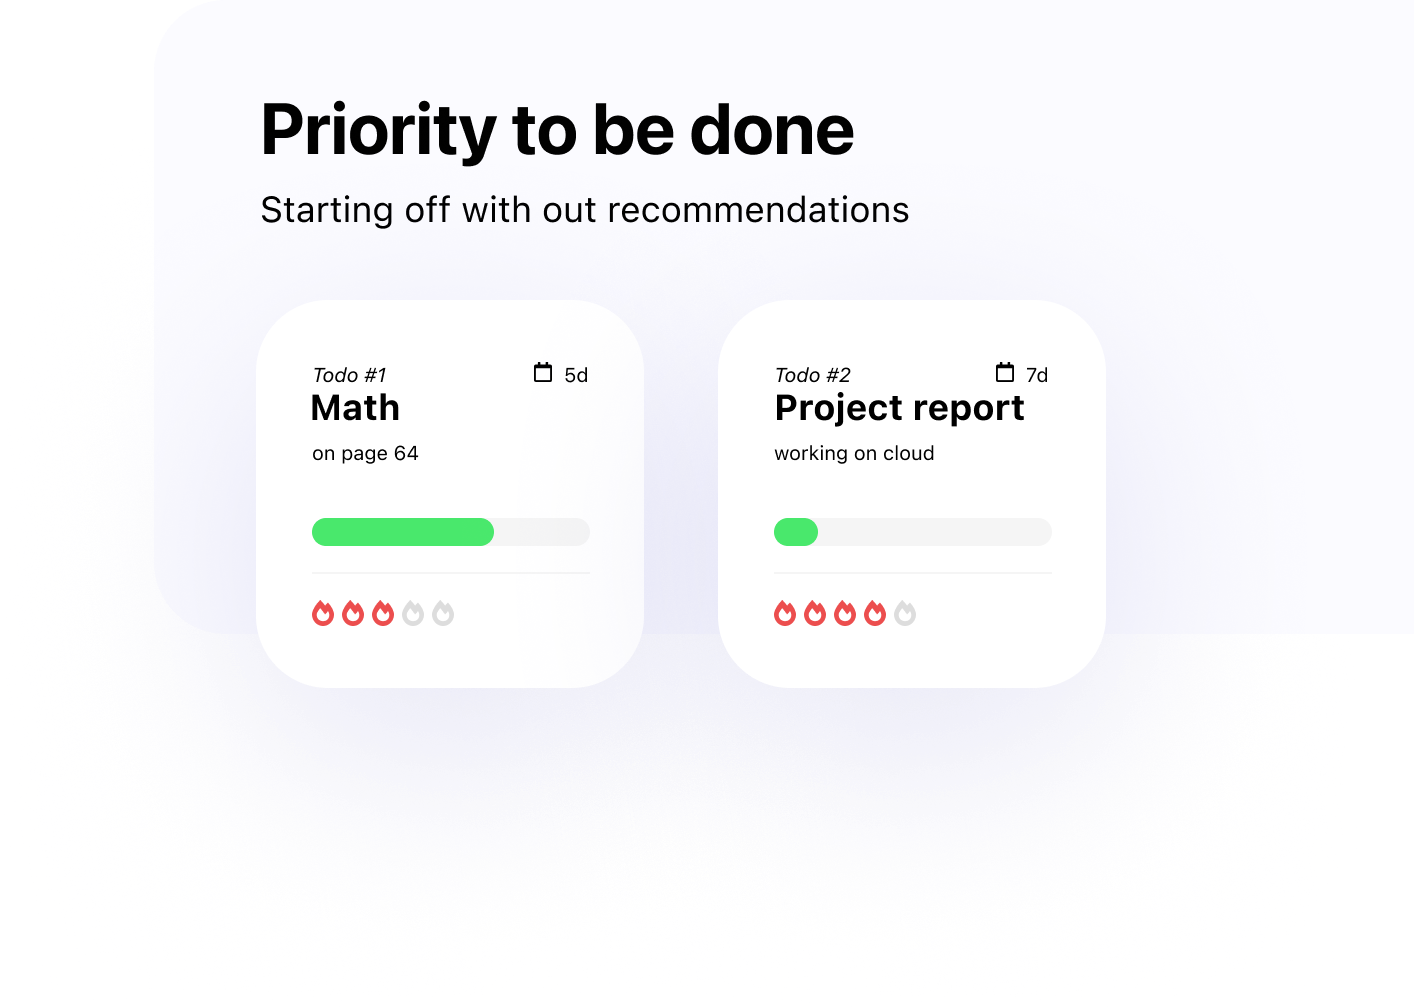 Priority to be done
Starting off with out recommendations
Todo #1
5d
Math
on page 64
Todo #2
7d
Project report
working on cloud